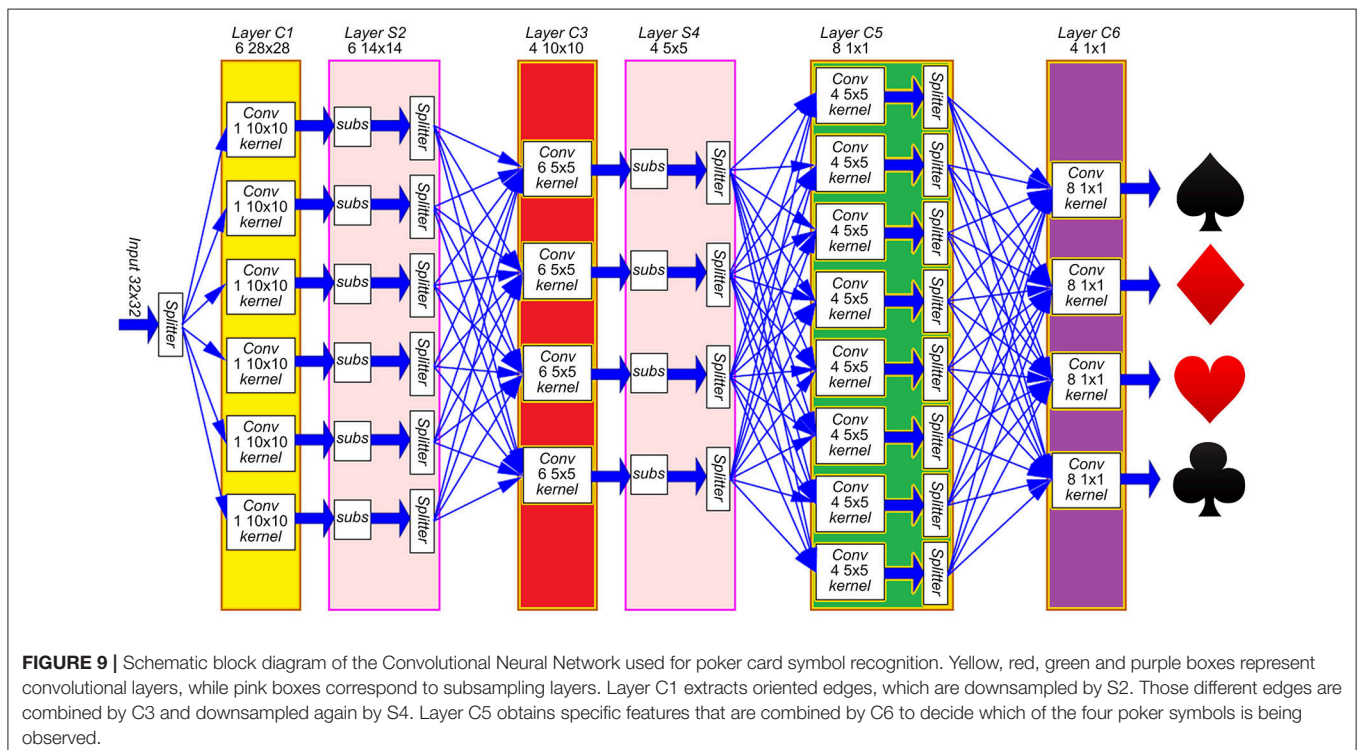 Layer C1
6 28x28
Layer S2
6 14x14
Layer C3
4 10x10
Layer S4
4 5x5
Layer C5
8 1x1
Layer C6
4 1x1
Input 32x32
Splitter
Conv
1 10x10
kernel
Conv
1 10x10
kernel
Conv
1 10x10
kernel
Conv
1 10x10
kernel
Conv
1 10x10
kernel
Conv
1 10x10
kernel
subs
Splitter
subs
Splitter
subs
Splitter
subs
Splitter
subs
Splitter
subs
Splitter
Conv
6 5x5
kernel
Conv
6 5x5
kernel
Conv
6 5x5
kernel
Conv
6 5x5
kernel
subs
Splitter
subs
Splitter
subs
Splitter
subs
Splitter
Conv
4 5x5
kernel
Splitter
Conv
4 5x5
kernel
Splitter
Conv
4 5x5
kernel
Splitter
Conv
4 5x5
kernel
Splitter
Conv
4 5x5
kernel
Splitter
Conv
4 5x5
kernel
Splitter
Conv
4 5x5
kernel
Splitter
Conv
4 5x5
kernel
Splitter
Conv
8 1x1
kernel
Conv
8 1x1
kernel
Conv
8 1x1
kernel
Conv
8 1x1
kernel
FIGURE 9 | Schematic block diagram of the Convolutional Neural Network used for poker card symbol recognition. Yellow, red, green and purple boxes represent
convolutional layers, while pink boxes correspond to subsampling layers. Layer C1 extracts oriented edges, which are downsampled by S2. Those different edges are
combined by C3 and downsampled again by S4. Layer C5 obtains specific features that are combined by C6 to decide which of the four poker symbols is being
observed.